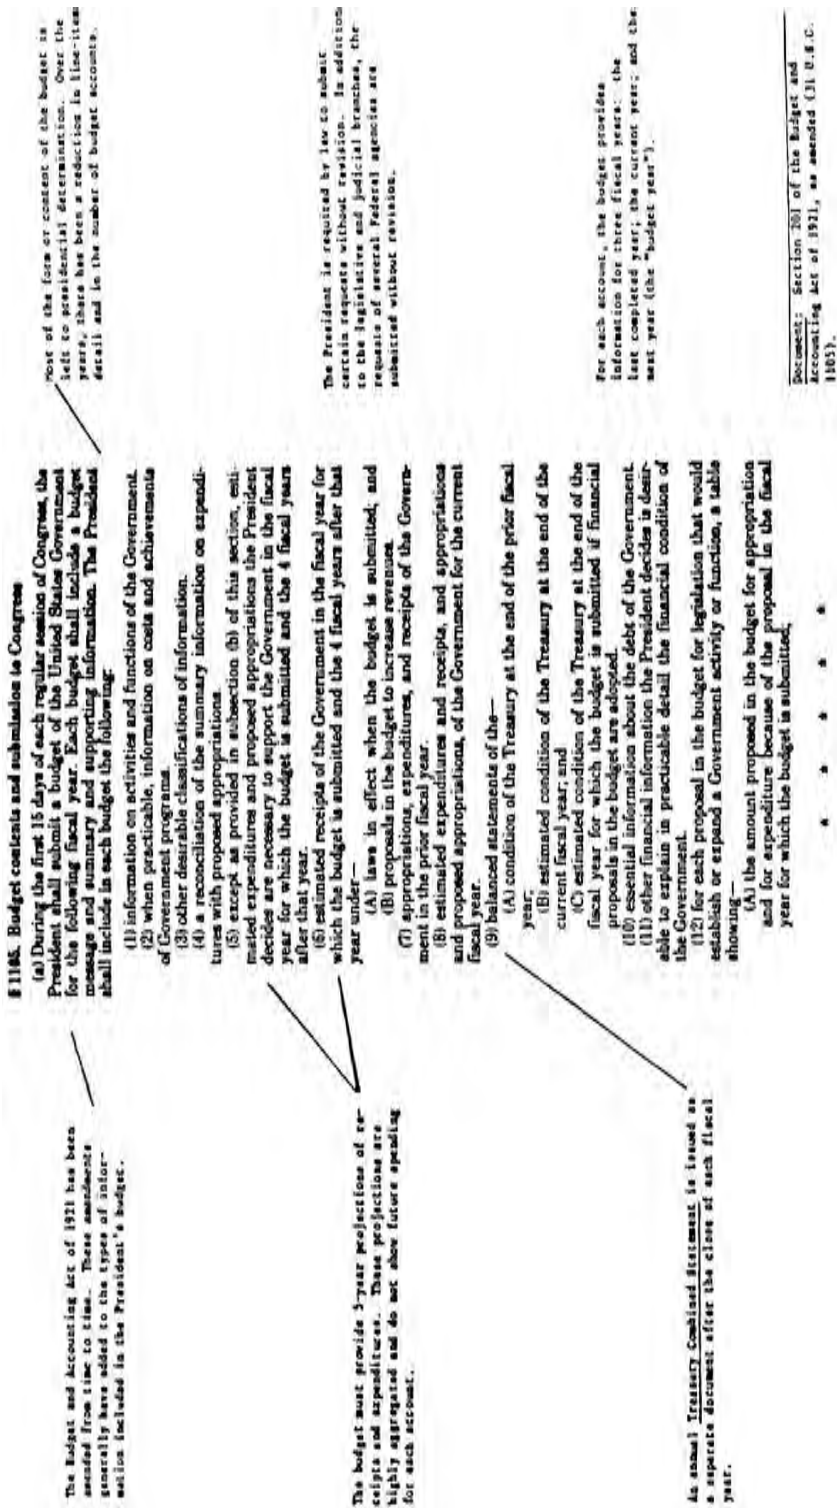 The Budget and Accounting Act of 1921 has been
amended from time to time. These amendments
generally have added to the types of infor-
mation included in the President's budget.
The budget must provide 5-year projections of re-
ceipts and expenditures. These projections are
highly aggregated and do not show future spending
for each account.
An annual Treasury Combined Statement is issued as
a separate document after the close of each fiscal
year.
§ 1105. Budget contents and submission to Congress
(a) During the first 15 days of each regular session of Congress, the
President shall submit a budget of the United States Government
for the following fiscal year. Each budget shall include a budget
message and summary and supporting information. The President
shall include in each budget the following:
(1) information on activities and functions of the Government.
(2) when practicable, information on costs and achievements
of Government programs.
(3) other desirable classifications of information.
(4) a reconciliation of the summary information on expendi-
tures with proposed appropriations.
(5) except as provided in subsection (b) of this section, esti-
mated expenditures and proposed appropriations the President
decides are necessary to support the Government in the fiscal
year for which the budget is submitted and the 4 fiscal years
after that year.
(6) estimated receipts of the Government in the fiscal year for
which the budget is submitted and the 4 fiscal years after that
year under—
(A) laws in effect when the budget is submitted; and
(B) proposals in the budget to increase revenues.
(7) appropriations, expenditures, and receipts of the Govern-
ment in the prior fiscal year.
(8) estimated expenditures and receipts, and appropriations
and proposed appropriations, of the Government for the current
fiscal year.
(9) balanced statements of the—
(A) condition of the Treasury at the end of the prior fiscal
year;
(B) estimated condition of the Treasury at the end of the
current fiscal year; and
(C) estimated condition of the Treasury at the end of the
fiscal year for which the budget is submitted if financial
proposals in the budget are adopted.
(10) essential information about the debt of the Government.
(11) other financial information the President decides is desir-
able to explain in practicable detail the financial condition of
the Government.
(12) for each proposal in the budget for legislation that would
establish or expand a Government activity or function, a table
showing—
(A) the amount proposed in the budget for appropriation
and for expenditure because of the proposal in the fiscal
year for which the budget is submitted;
* * * * *
Most of the form or content of the budget is
left to presidential determination. Over the
years, there has been a reduction in line-item
detail and in the number of budget accounts.
The President is required by law to submit
certain requests without revision. In addition
to the legislative and judicial branches, the
requests of several Federal agencies are
submitted without revision.
For each account, the budget provides
information for three fiscal years: the
last completed year; the current year; and the
next year (the "budget year").
Document: Section 201 of the Budget and
Accounting Act of 1921, as amended (31 U.S.C.
1105).